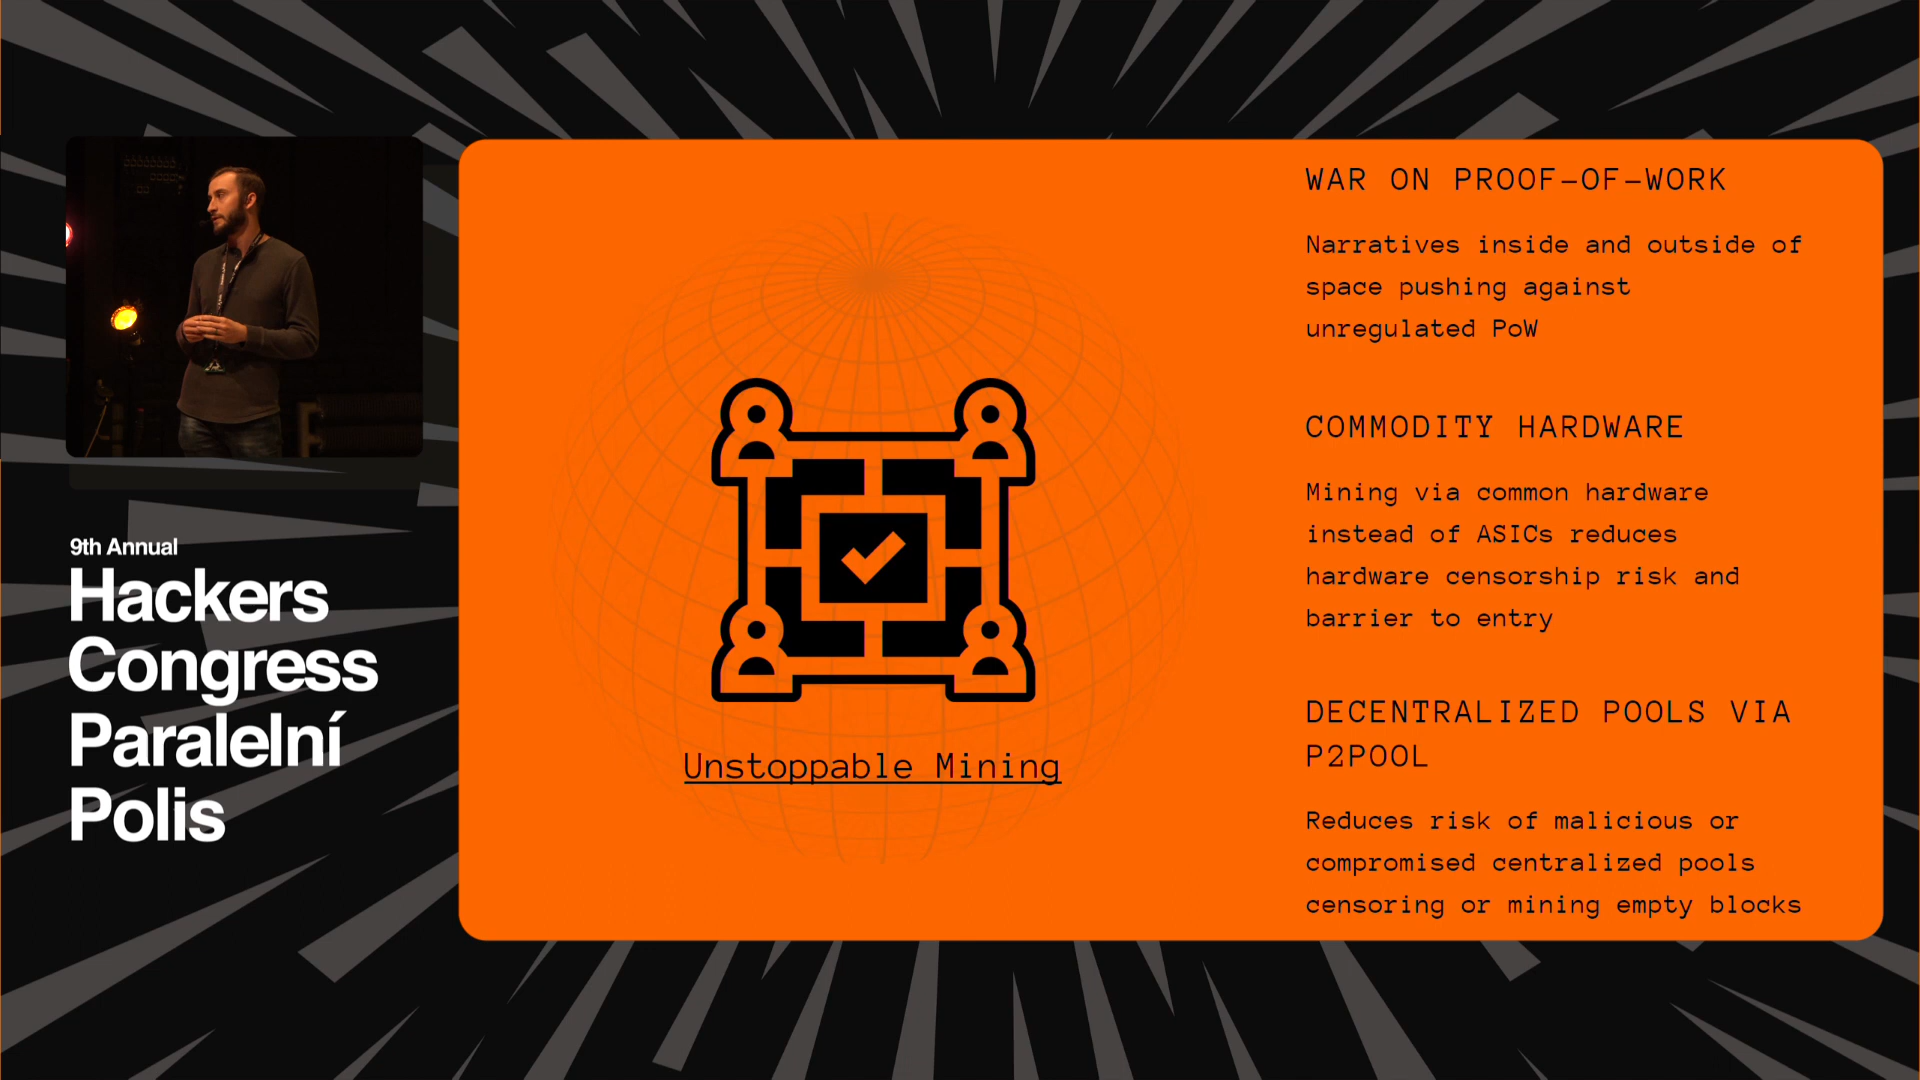 9th Annual
Hackers
Congress
Paralelní
Polis
Unstoppable Mining
WAR ON PROOF-OF-WORK
Narratives inside and outside of
space pushing against
unregulated PoW
COMMODITY HARDWARE
Mining via common hardware
instead of ASICs reduces
hardware censorship risk and
barrier to entry
DECENTRALIZED POOLS VIA
P2POOL
Reduces risk of malicious or
compromised centralized pools
censoring or mining empty blocks